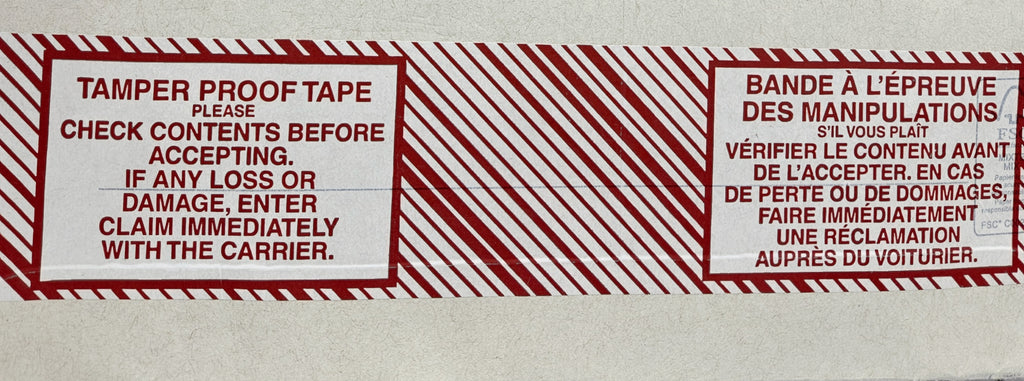 TAMPER PROOF TAPE
PLEASE
CHECK CONTENTS BEFORE
ACCEPTING.
IF ANY LOSS OR
DAMAGE, ENTER
CLAIM IMMEDIATELY
WITH THE CARRIER.
BANDE À L'ÉPREUVE
DES MANIPULATIONS
S'IL VOUS PLAÎT
VÉRIFIER LE CONTENU AVANT
DE L'ACCEPTER. EN CAS
DE PERTE OU DE DOMMAGES,
FAIRE IMMÉDIATEMENT
UNE RÉCLAMATION
AUPRÈS DU VOITURIER.